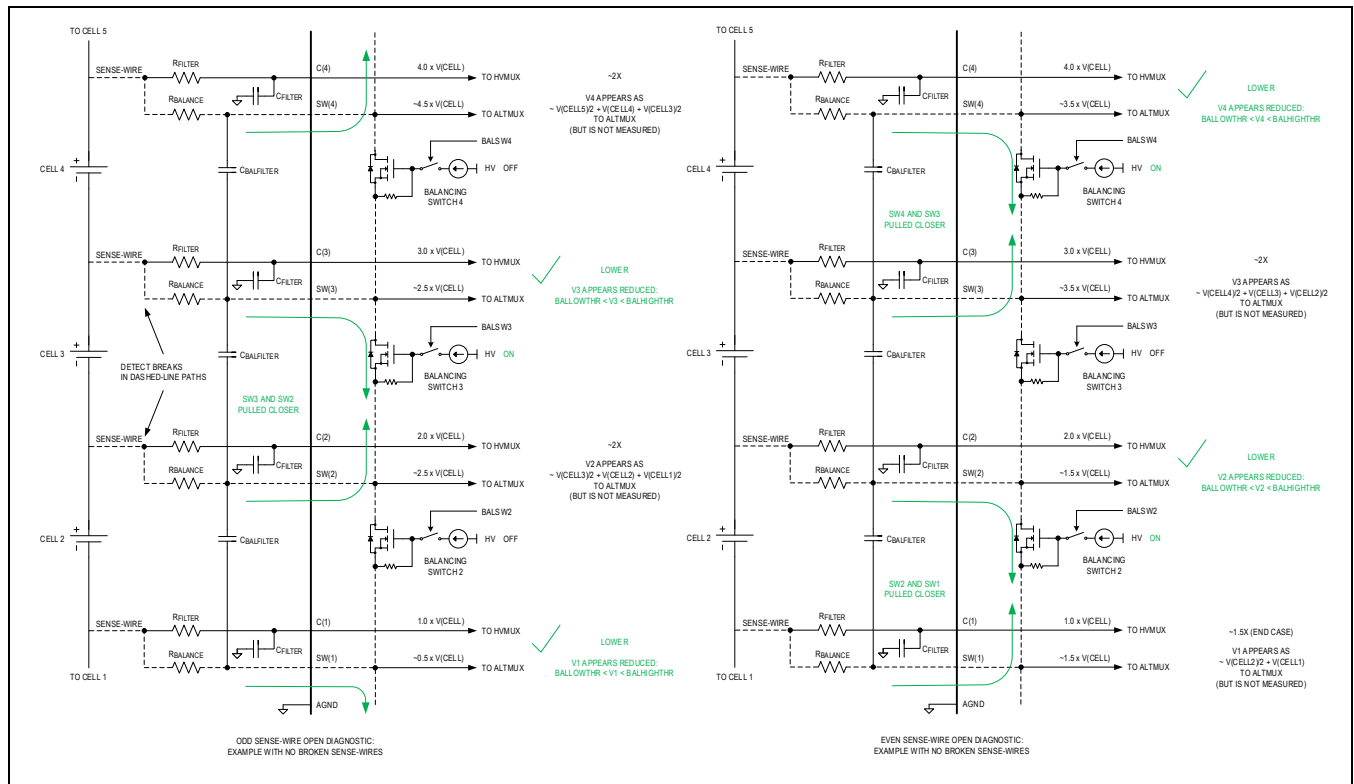 TO CELL 5
SENSE-WIRE
RFILTER
C(4)
4.0 x V(CELL)
TO HVMUX
CFILTER
RBALANCE
SW(4)
~4.5 x V(CELL)
TO ALTMUX
~2X
V4 APPEARS AS
~ V(CELL5)/2 + V(CELL4) + V(CELL3)/2
TO ALTMUX
(BUT IS NOT MEASURED)
BALSW4
HV OFF
BALANCING
SWITCH 4
CELL 4
+
-
CBALFILTER
SENSE-WIRE
RFILTER
C(3)
3.0 x V(CELL)
TO HVMUX
CFILTER
RBALANCE
SW(3)
~2.5 x V(CELL)
TO ALTMUX
LOWER
V3 APPEARS REDUCED:
BALLOWTHR < V3 < BALHIGHTHR
BALSW3
HV ON
BALANCING
SWITCH 3
CELL 3
+
-
CBALFILTER
DETECT BREAKS
IN DASHED-LINE PATHS
SW3 AND SW2
PULLED CLOSER
SENSE-WIRE
RFILTER
C(2)
2.0 x V(CELL)
TO HVMUX
CFILTER
RBALANCE
SW(2)
~2.5 x V(CELL)
TO ALTMUX
~2X
V2 APPEARS AS
~ V(CELL3)/2 + V(CELL2) + V(CELL1)/2
TO ALTMUX
(BUT IS NOT MEASURED)
BALSW2
HV OFF
BALANCING
SWITCH 2
CELL 2
+
-
CBALFILTER
SENSE-WIRE
RFILTER
C(1)
1.0 x V(CELL)
TO HVMUX
CFILTER
RBALANCE
SW(1)
~0.5 x V(CELL)
TO ALTMUX
LOWER
V1 APPEARS REDUCED:
BALLOWTHR < V1 < BALHIGHTHR
TO CELL 1
AGND
ODD SENSE-WIRE OPEN DIAGNOSTIC:
EXAMPLE WITH NO BROKEN SENSE-WIRES
TO CELL 5
SENSE-WIRE
RFILTER
C(4)
4.0 x V(CELL)
TO HVMUX
CFILTER
RBALANCE
SW(4)
~3.5 x V(CELL)
TO ALTMUX
LOWER
V4 APPEARS REDUCED:
BALLOWTHR < V4 < BALHIGHTHR
BALSW4
HV ON
BALANCING
SWITCH 4
CELL 4
+
-
CBALFILTER
SW4 AND SW3
PULLED CLOSER
SENSE-WIRE
RFILTER
C(3)
3.0 x V(CELL)
TO HVMUX
CFILTER
RBALANCE
SW(3)
~3.5 x V(CELL)
TO ALTMUX
~2X
V3 APPEARS AS
~ V(CELL4)/2 + V(CELL3) + V(CELL2)/2
TO ALTMUX
(BUT IS NOT MEASURED)
BALSW3
HV OFF
BALANCING
SWITCH 3
CELL 3
+
-
CBALFILTER
SENSE-WIRE
RFILTER
C(2)
2.0 x V(CELL)
TO HVMUX
CFILTER
RBALANCE
SW(2)
~1.5 x V(CELL)
TO ALTMUX
LOWER
V2 APPEARS REDUCED:
BALLOWTHR < V2 < BALHIGHTHR
BALSW2
HV ON
BALANCING
SWITCH 2
CELL 2
+
-
CBALFILTER
SW2 AND SW1
PULLED CLOSER
SENSE-WIRE
RFILTER
C(1)
1.0 x V(CELL)
TO HVMUX
CFILTER
RBALANCE
SW(1)
~1.5 x V(CELL)
TO ALTMUX
~1.5X (END CASE)
V1 APPEARS AS
~ V(CELL2)/2 + V(CELL1)
TO ALTMUX
(BUT IS NOT MEASURED)
TO CELL 1
AGND
EVEN SENSE-WIRE OPEN DIAGNOSTIC:
EXAMPLE WITH NO BROKEN SENSE-WIRES